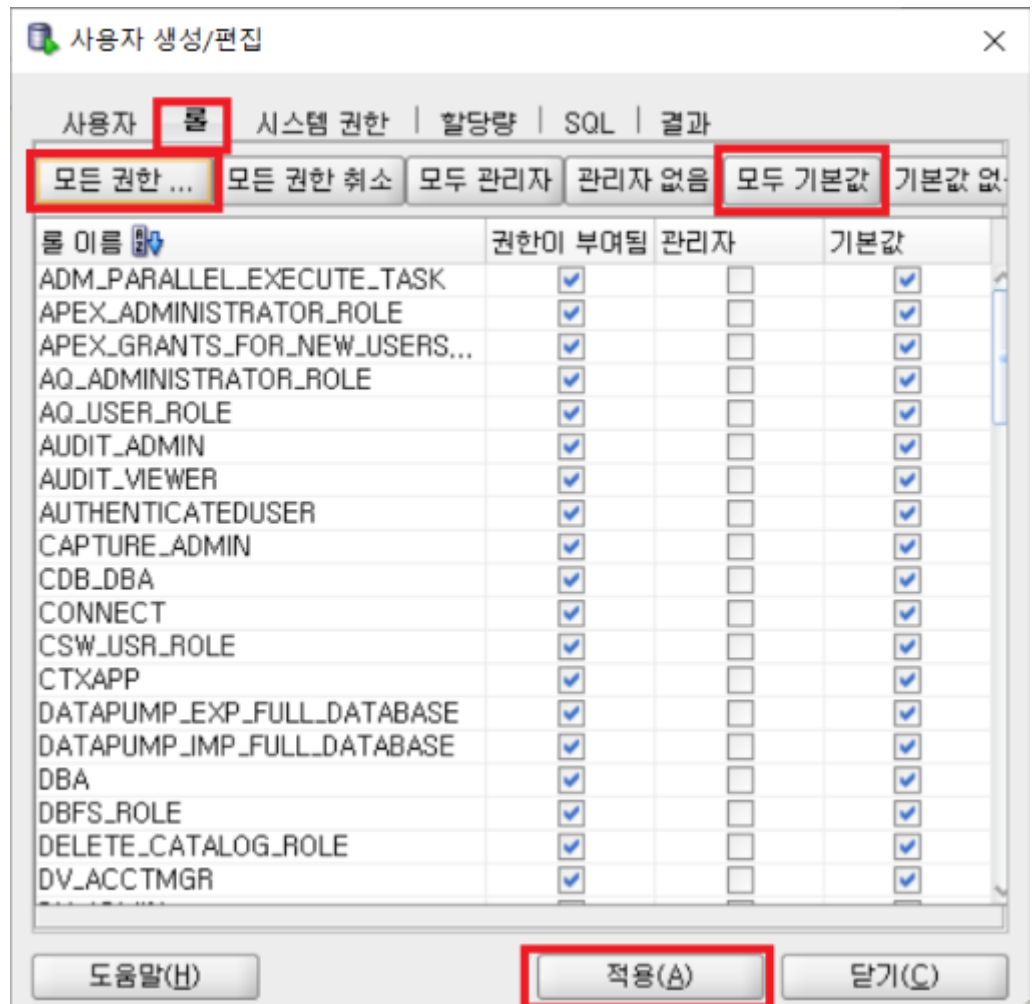 사용자 생성/편집
사용자 롤 시스템 권한 | 할당량 | SQL | 결과
모든 권한 ... 모든 권한 취소 모두 관리자 관리자 없음 모두 기본값 기본값 없
롤 이름 권한이 부여됨 관리자 기본값
ADM_PARALLEL_EXECUTE_TASK
APEX_ADMINISTRATOR_ROLE
APEX_GRANTS_FOR_NEW_USERS...
AQ_ADMINISTRATOR_ROLE
AQ_USER_ROLE
AUDIT_ADMIN
AUDIT_VIEWER
AUTHENTICATEDUSER
CAPTURE_ADMIN
CDB_DBA
CONNECT
CSW_USR_ROLE
CTXAPP
DATAPUMP_EXP_FULL_DATABASE
DATAPUMP_IMP_FULL_DATABASE
DBA
DBFS_ROLE
DELETE_CATALOG_ROLE
DV_ACCTMGR
도움말(H) 적용(A) 닫기(C)